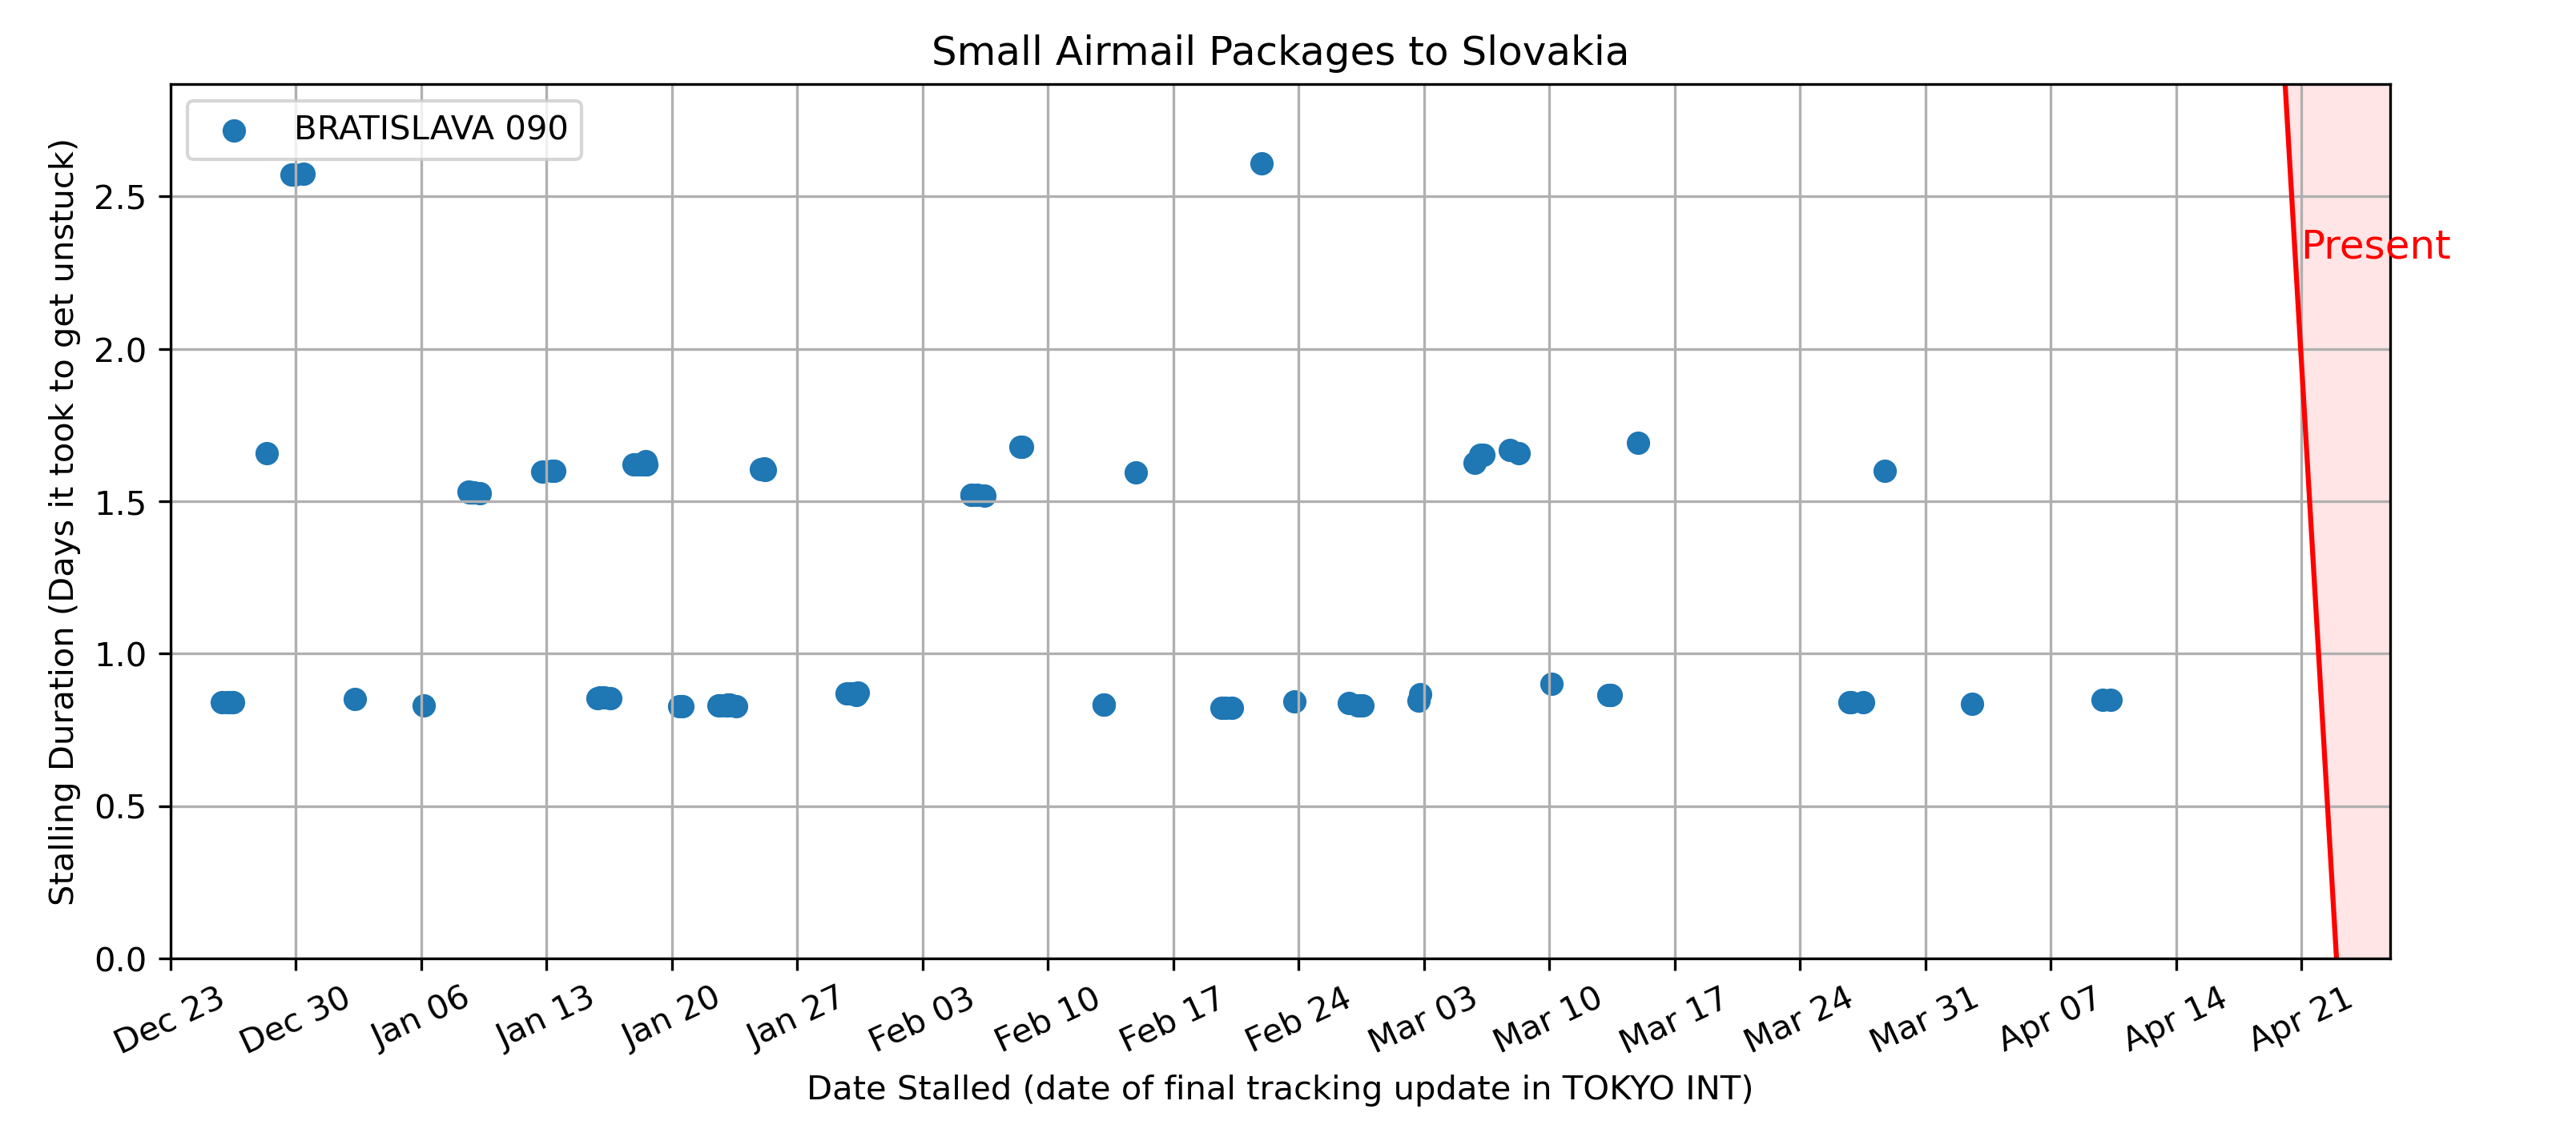 Small Airmail Packages to Slovakia
BRATISLAVA 090
Present
Stalling Duration (Days it took to get unstuck)
2.5
2.0
1.5
1.0
0.5
0.0
Dec 23
Dec 30
Jan 06
Jan 13
Jan 20
Jan 27
Feb 03
Feb 10
Feb 17
Feb 24
Mar 03
Mar 10
Mar 17
Mar 24
Mar 31
Apr 07
Apr 14
Apr 21
Date Stalled (date of final tracking update in TOKYO INT)